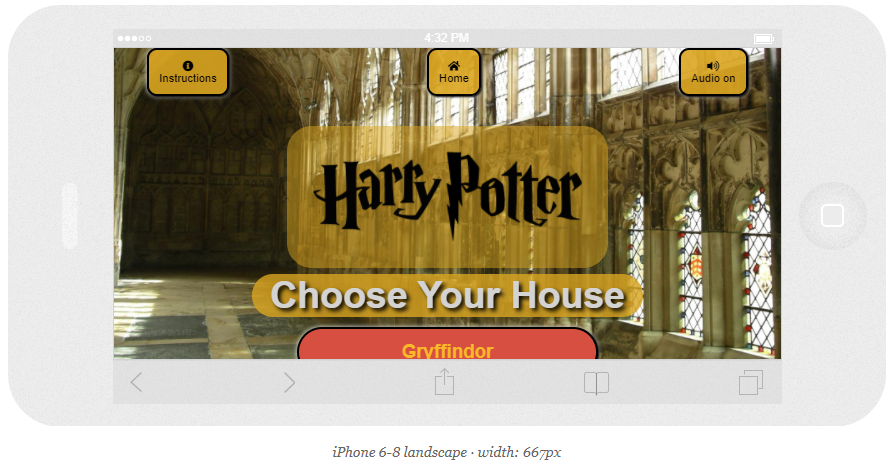 4:32 PM
Instructions
Home
Audio on
Harry Potter
Choose Your House
Gryffindor
iPhone 6-8 landscape · width: 667px